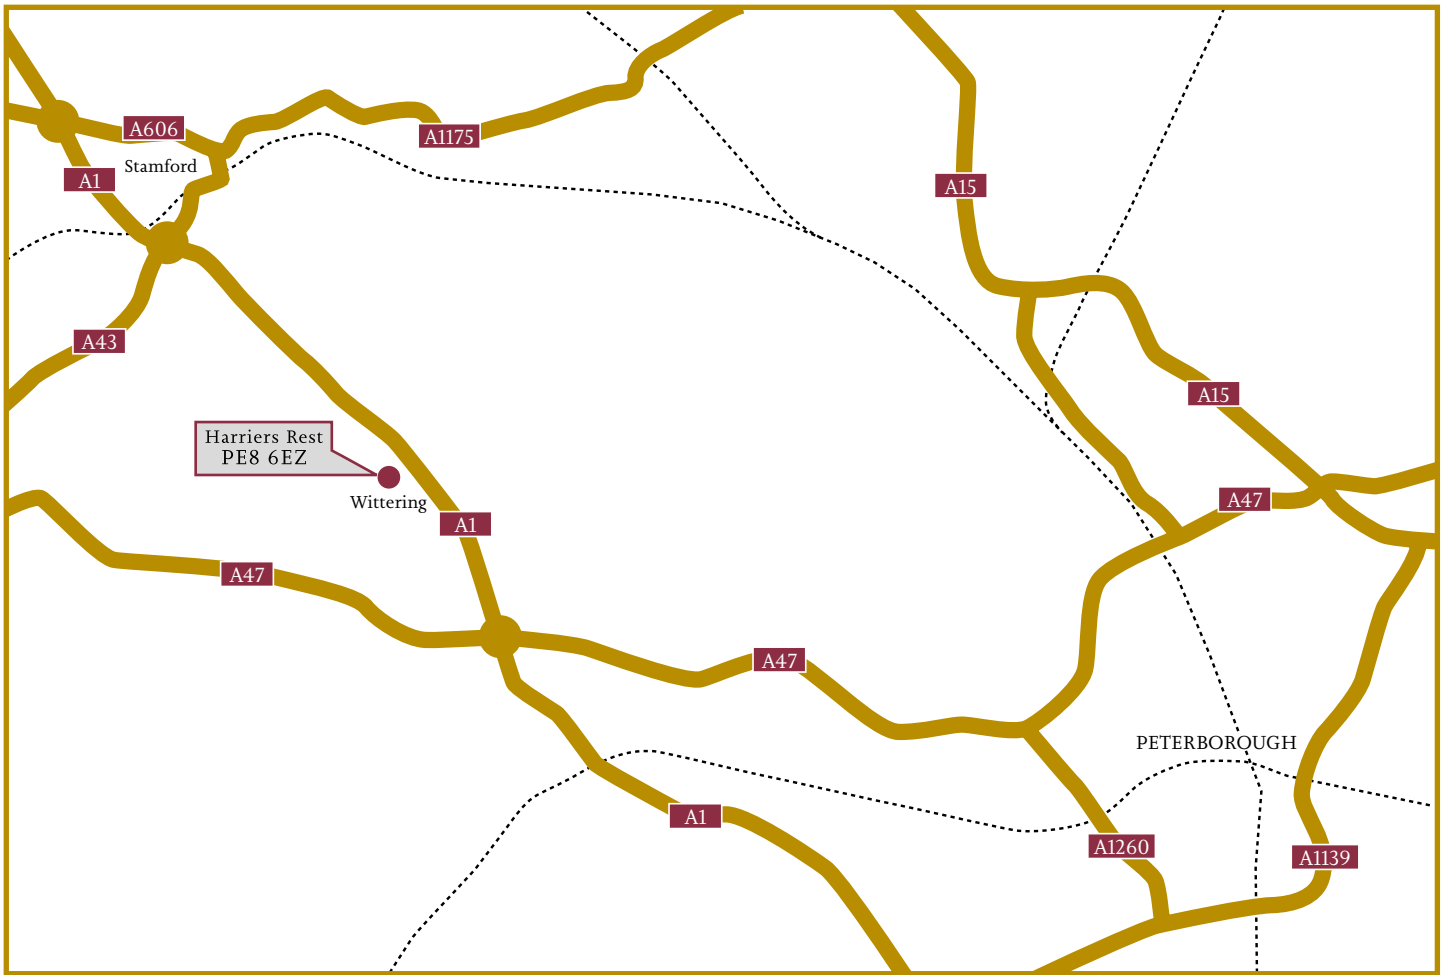 A606
A1175
Stamford
A1
A15
A43
A15
Harriers Rest
PE8 6EZ
Wittering
A47
A1
A47
A47
PETERBOROUGH
A1
A1260
A1139